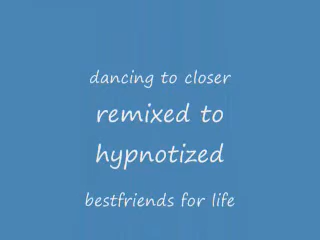 dancing to closer
remixed to
hypnotized
bestfriends for life